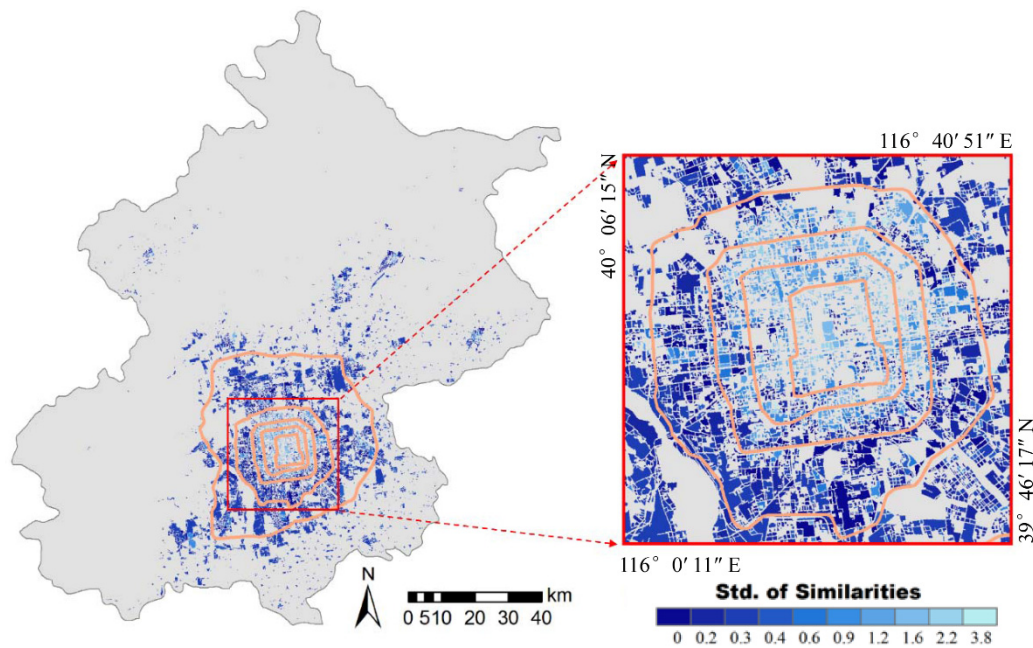 116° 40′ 51″ E
40° 06′ 15″ N
39° 46′ 17″ N
116° 0′ 11″ E
N
km
0 5 10 20 30 40
Std. of Similarities
0 0.2 0.3 0.4 0.6 0.9 1.2 1.6 2.2 3.8